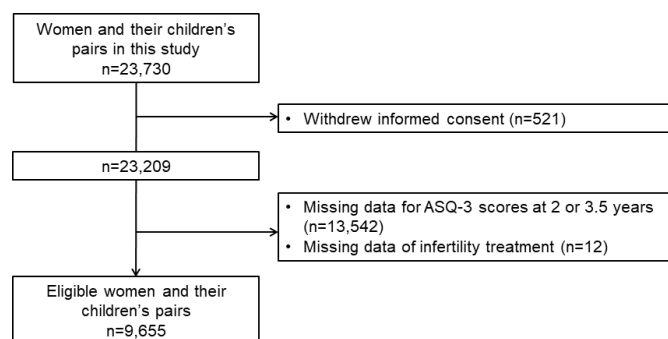 Women and their children's
pairs in this study
n=23,730
• Withdrew informed consent (n=521)
n=23,209
• Missing data for ASQ-3 scores at 2 or 3.5 years
(n=13,542)
• Missing data of infertility treatment (n=12)
Eligible women and their
children's pairs
n=9,655